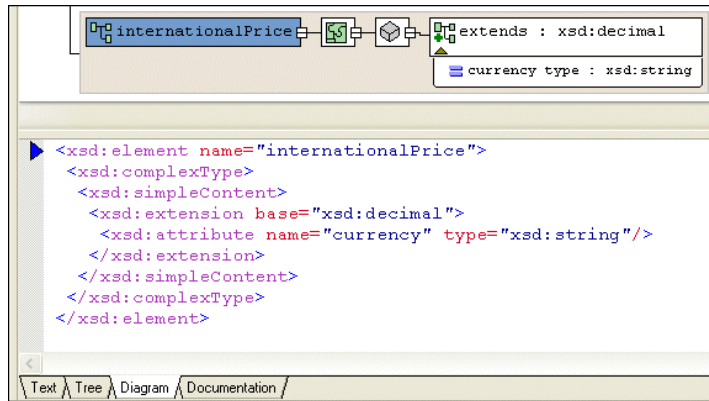 internationalPrice
extends : xsd:decimal
currency type : xsd:string
<xsd:element name="internationalPrice">
<xsd:complexType>
<xsd:simpleContent>
<xsd:extension base="xsd:decimal">
<xsd:attribute name="currency" type="xsd:string"/>
</xsd:extension>
</xsd:simpleContent>
</xsd:complexType>
</xsd:element>
Text Tree Diagram Documentation